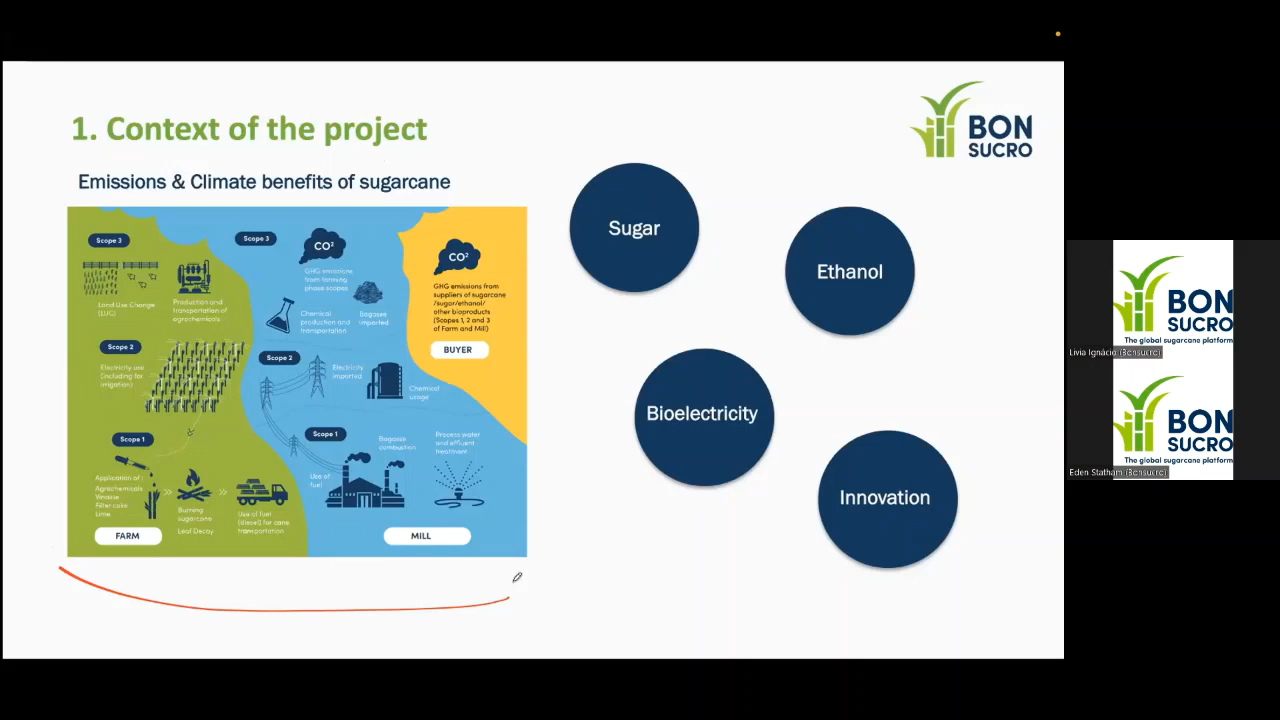 1. Context of the project
BON
SUCRO
Emissions & Climate benefits of sugarcane
Scope 3
Land Use Change
(LUC)
Production and
transportation of
agrochemicals
Scope 2
Electricity use
(including for
irrigation)
Scope 1
Application of :
Agrochemicals
Vinasse
Filter cake
Lime
Burning
sugarcane
Leaf Decay
Use of fuel
(diesel) for cane
transportation
FARM
Scope 3
CO²
GHG emissions
from farming
phase scopes
Chemical
production and
transportation
Bagasse
imported
Scope 2
Electricity
imported
Chemical
usage
Scope 1
Use of
fuel
Bagasse
combustion
Process water
and effluent
treatment
MILL
CO²
GHG emissions from
suppliers of sugarcane
/sugar/ethanol/
other bioproducts
(Scopes 1, 2 and 3
of Farm and Mill)
BUYER
Sugar
Ethanol
Bioelectricity
Innovation
BON
SUCRO
The global sugarcane platform
Lívia Ignácio (Bonsucro)
BON
SUCRO
The global sugarcane platform
Eden Statham (Bonsucro)